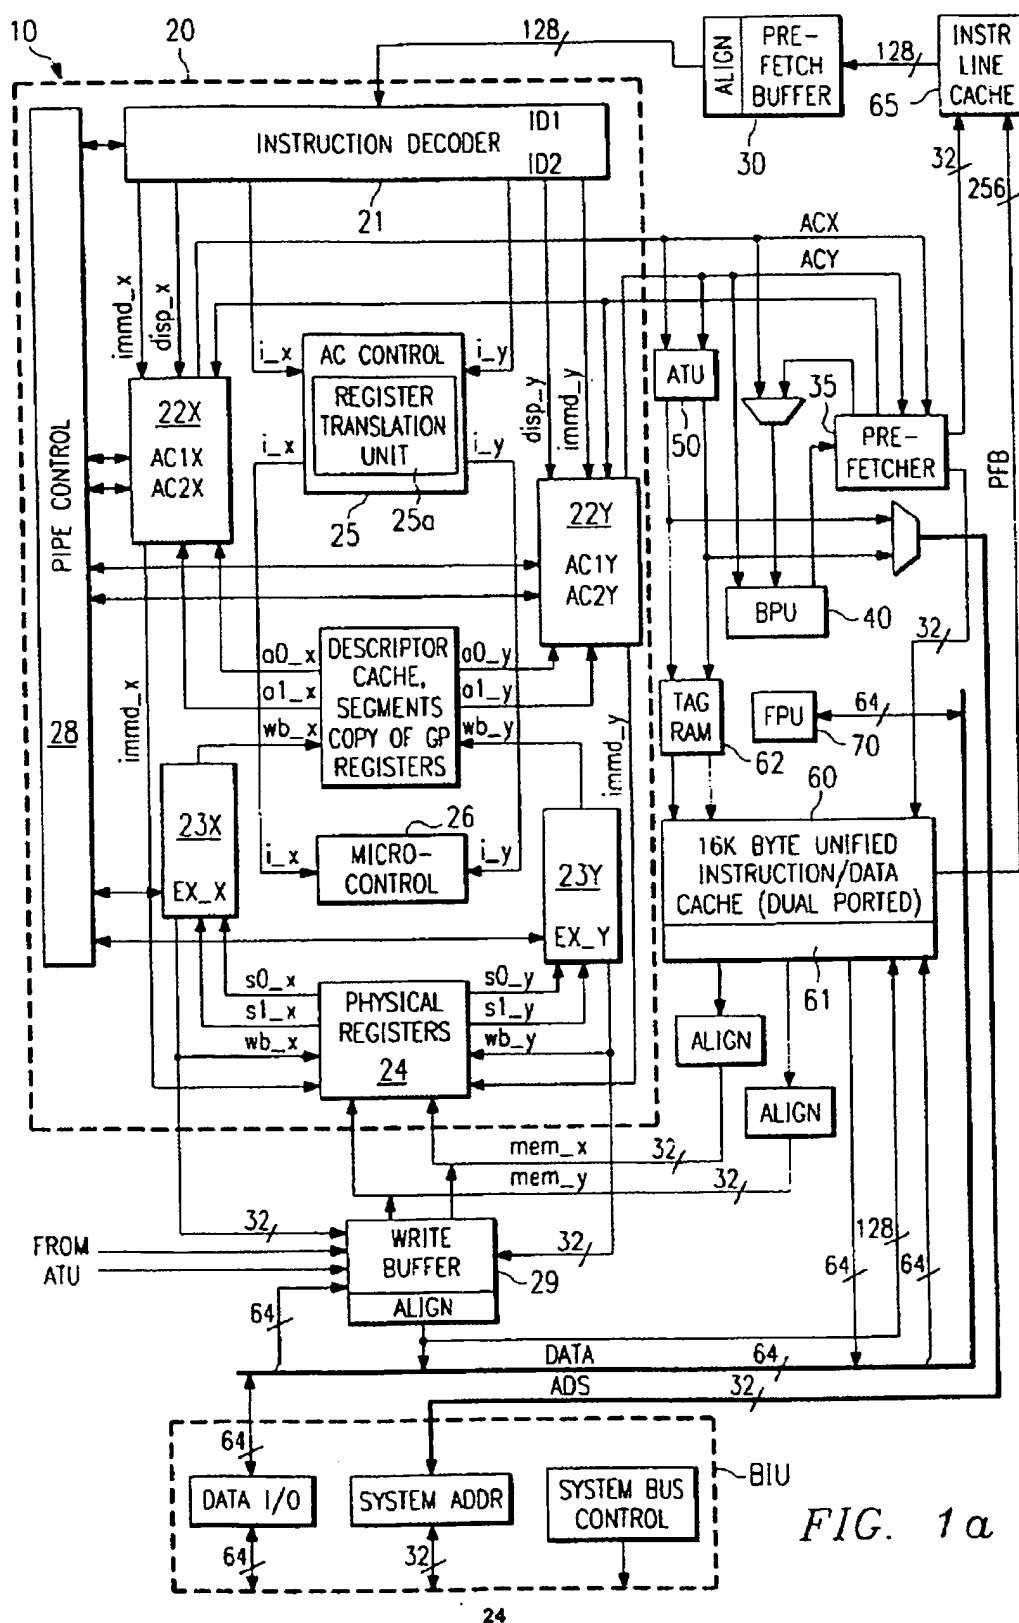 10
20
128
ALIGN
PRE-
FETCH
BUFFER
30
128
INSTR
LINE
CACHE
65
INSTRUCTION DECODER
ID1
ID2
21
32
256
ACX
ACY
immd_x
disp_x
i_x
AC CONTROL
REGISTER
TRANSLATION
UNIT
i_y
i_x
i_y
25
25a
disp_y
immd_y
ATU
50
35
PRE-
FETCHER
PFB
22X
AC1X
AC2X
PIPE CONTROL
28
22Y
AC1Y
AC2Y
BPU
40
32
immd_x
a0_x
a1_x
wb_x
DESCRIPTOR
CACHE,
SEGMENTS
COPY OF GP
REGISTERS
a0_y
a1_y
wb_y
immd_y
TAG
RAM
62
FPU
70
64
60
23X
EX_X
26
i_x
MICRO-
CONTROL
i_y
23Y
EX_Y
16K BYTE UNIFIED
INSTRUCTION/DATA
CACHE (DUAL PORTED)
61
s0_x
s1_x
wb_x
PHYSICAL
REGISTERS
24
s0_y
s1_y
wb_y
ALIGN
ALIGN
mem_x
32
mem_y
32
FROM
ATU
32
WRITE
BUFFER
ALIGN
29
32
64
64
128
64
DATA
64
ADS
32
64
DATA I/O
64
SYSTEM ADDR
32
SYSTEM BUS
CONTROL
BIU
FIG. 1a
24